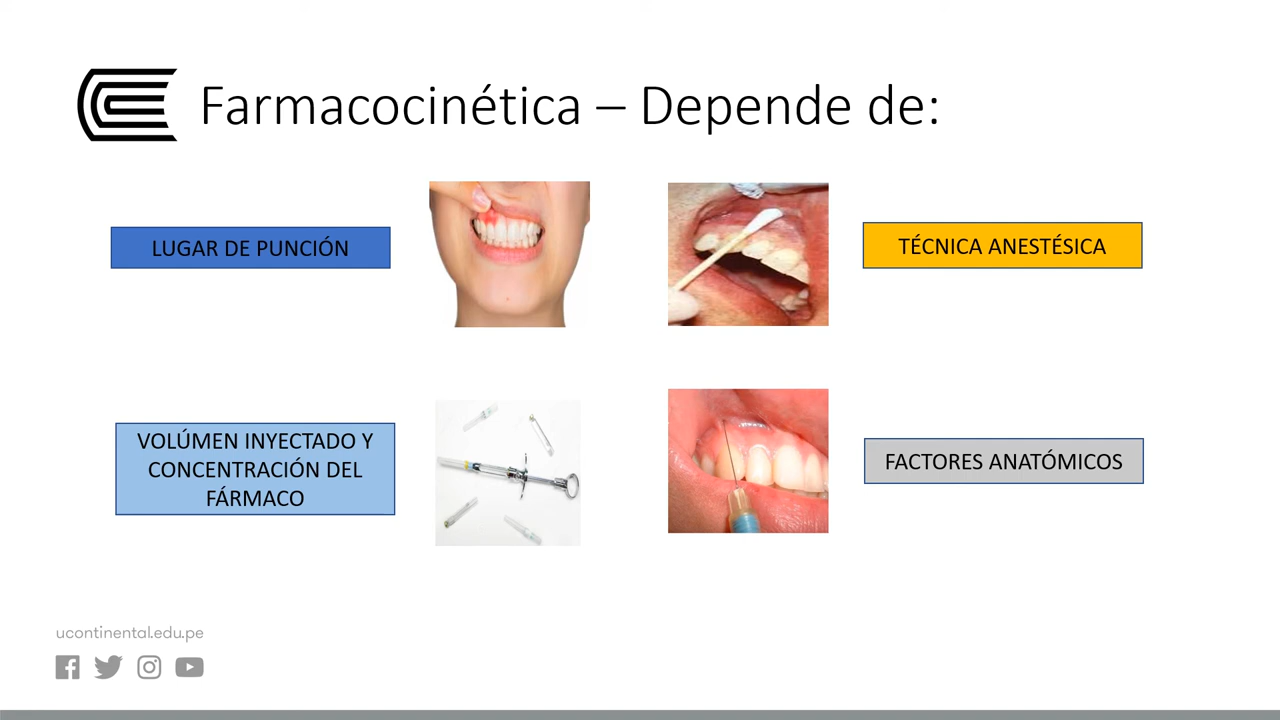 Farmacocinética – Depende de:
LUGAR DE PUNCIÓN
TÉCNICA ANESTÉSICA
VOLÚMEN INYECTADO Y
CONCENTRACIÓN DEL
FÁRMACO
FACTORES ANATÓMICOS
ucontinental.edu.pe